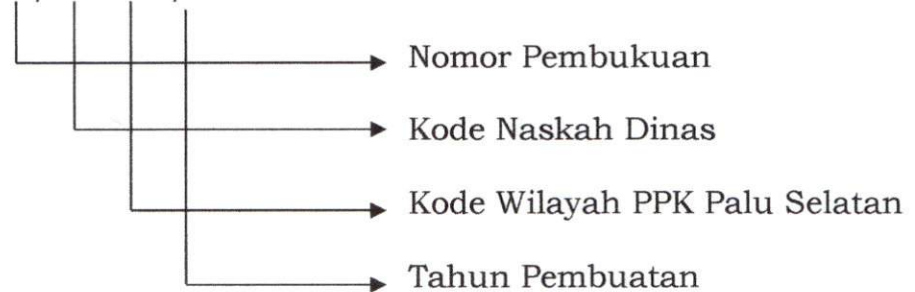 Nomor Pembukuan
Kode Naskah Dinas
Kode Wilayah PPK Palu Selatan
Tahun Pembuatan